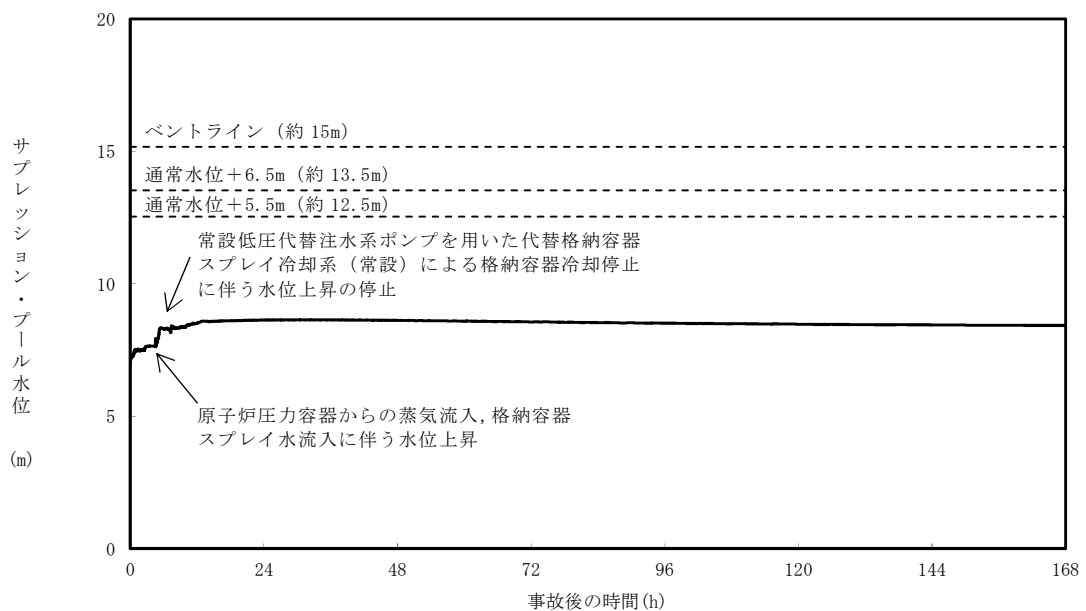 20
15
10
5
0
サプレッション・プール水位 (m)
ベントライン (約 15m)
通常水位+6.5m (約 13.5m)
通常水位+5.5m (約 12.5m)
常設低圧代替注水系ポンプを用いた代替格納容器
スプレイ冷却系(常設)による格納容器冷却停止
に伴う水位上昇の停止
原子炉圧力容器からの蒸気流入,格納容器
スプレイ水流入に伴う水位上昇
0 24 48 72 96 120 144 168
事故後の時間(h)